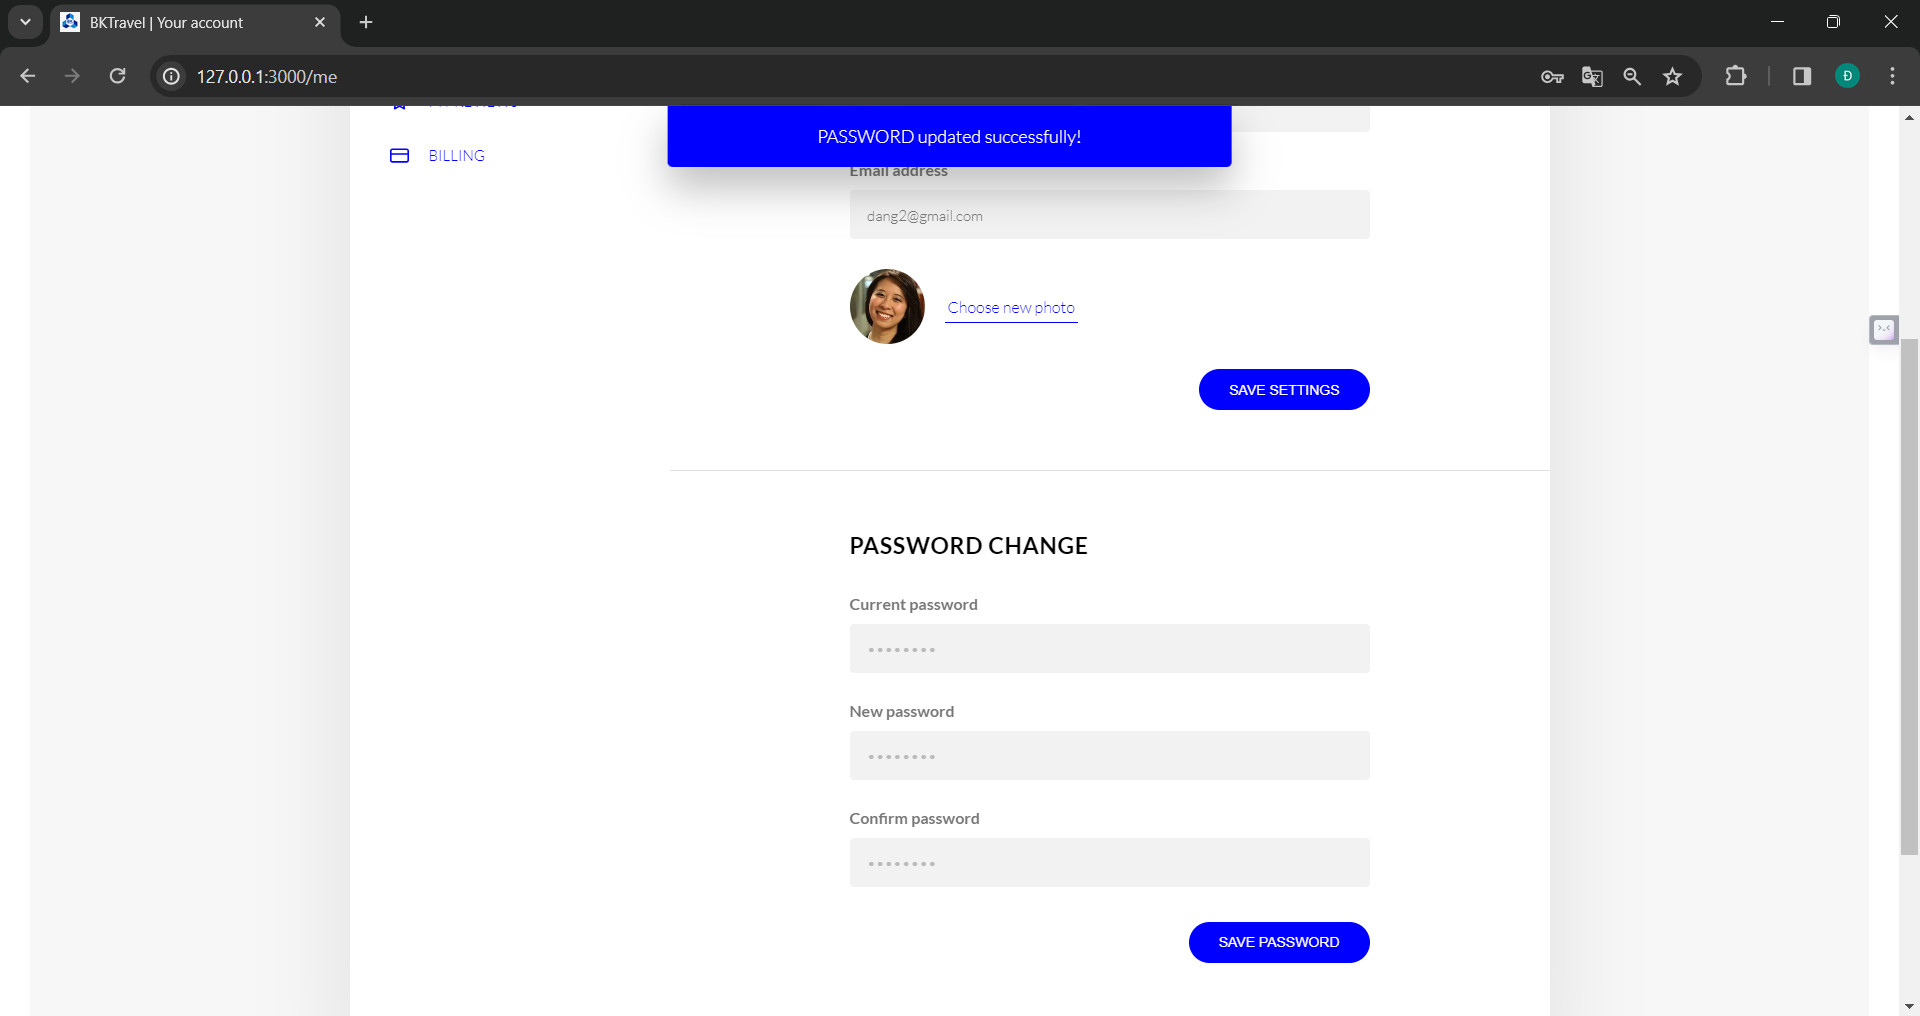 BKTravel | Your account
127.0.0.1:3000/me
Đ
PASSWORD updated successfully!
BILLING
Email address
dang2@gmail.com
Choose new photo
SAVE SETTINGS
PASSWORD CHANGE
Current password
••••••••
New password
••••••••
Confirm password
••••••••
SAVE PASSWORD